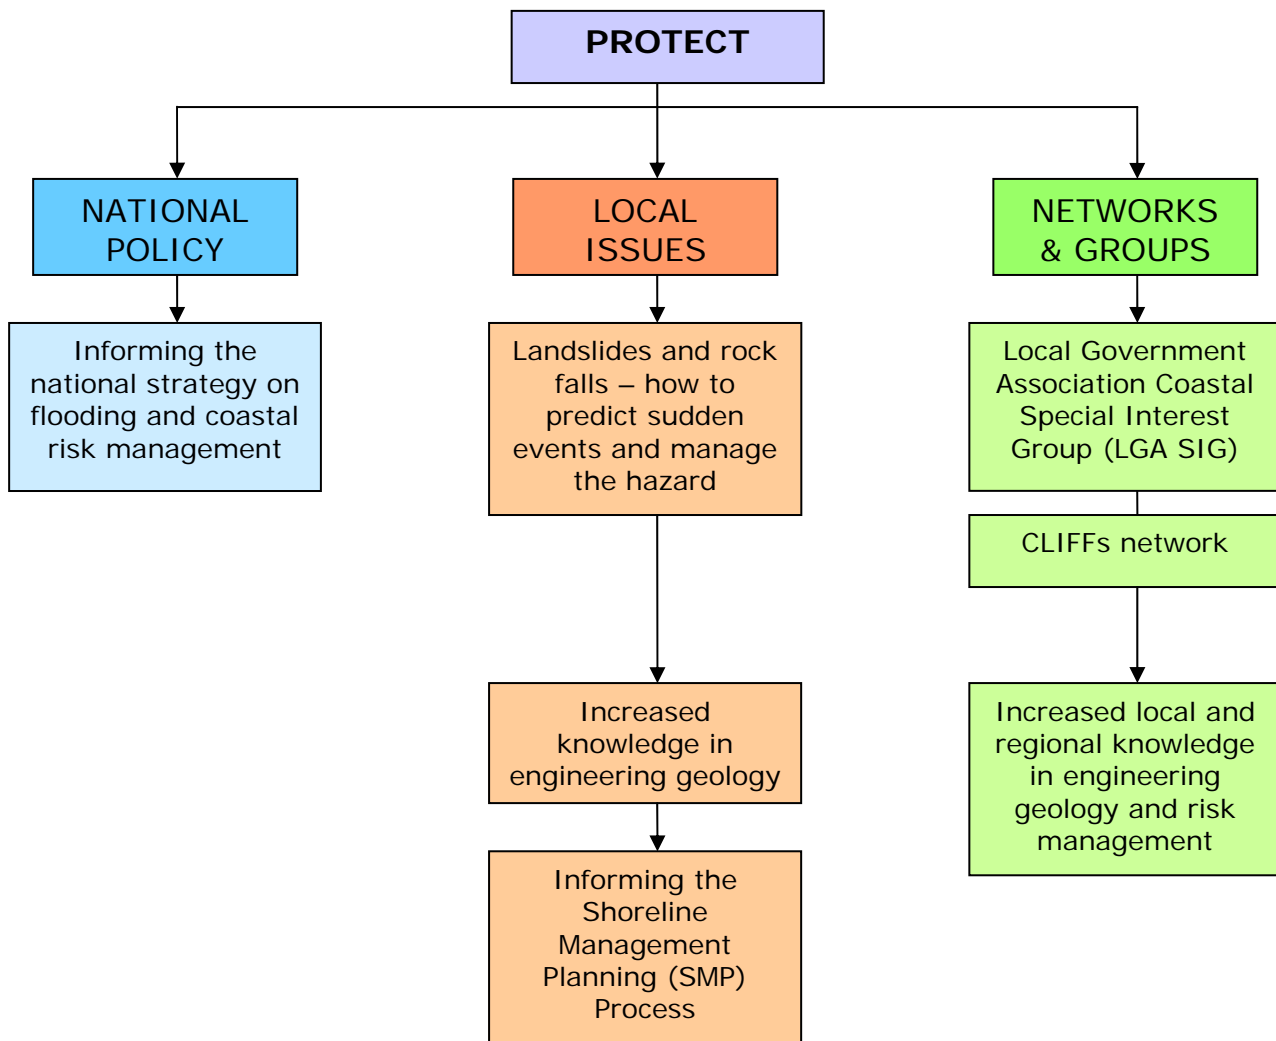 PROTECT
NATIONAL
POLICY
LOCAL
ISSUES
NETWORKS
& GROUPS
Informing the
national strategy on
flooding and coastal
risk management
Landslides and rock
falls – how to
predict sudden
events and manage
the hazard
Local Government
Association Coastal
Special Interest
Group (LGA SIG)
CLIFFs network
Increased
knowledge in
engineering geology
Increased local and
regional knowledge
in engineering
geology and risk
management
Informing the
Shoreline
Management
Planning (SMP)
Process